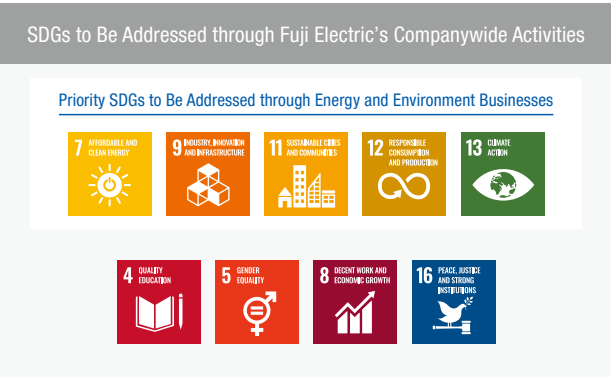 SDGs to Be Addressed through Fuji Electric's Companywide Activities
Priority SDGs to Be Addressed through Energy and Environment Businesses
7 AFFORDABLE AND
CLEAN ENERGY
9 INDUSTRY, INNOVATION
AND INFRASTRUCTURE
11 SUSTAINABLE CITIES
AND COMMUNITIES
12 RESPONSIBLE
CONSUMPTION
AND PRODUCTION
13 CLIMATE
ACTION
4 QUALITY
EDUCATION
5 GENDER
EQUALITY
8 DECENT WORK AND
ECONOMIC GROWTH
16 PEACE, JUSTICE
AND STRONG
INSTITUTIONS